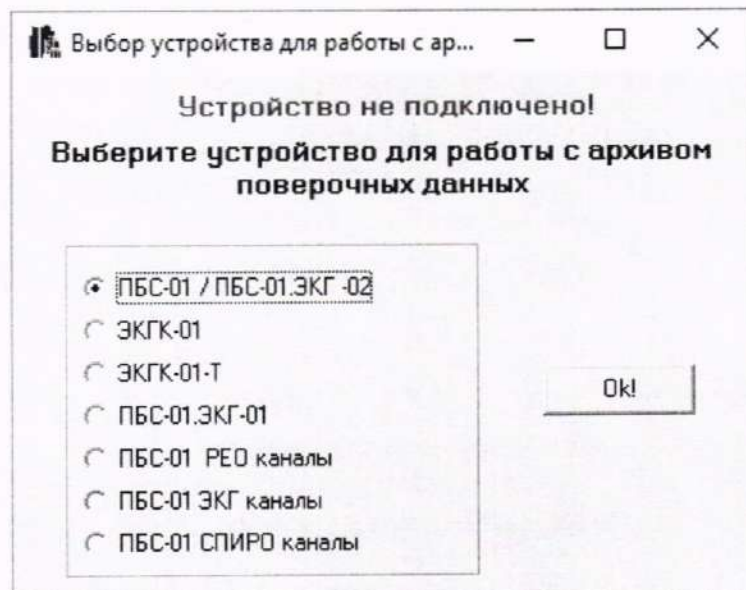 Выбор устройства для работы с ар...
Устройство не подключено!
Выберите устройство для работы с архивом
поверочных данных
ПБС-01 / ПБС-01.ЭКГ -02
ЭКГК-01
ЭКГК-01-Т
ПБС-01.ЭКГ-01
ПБС-01  РЕО каналы
ПБС-01 ЭКГ каналы
ПБС-01 СПИРО каналы
Ok!